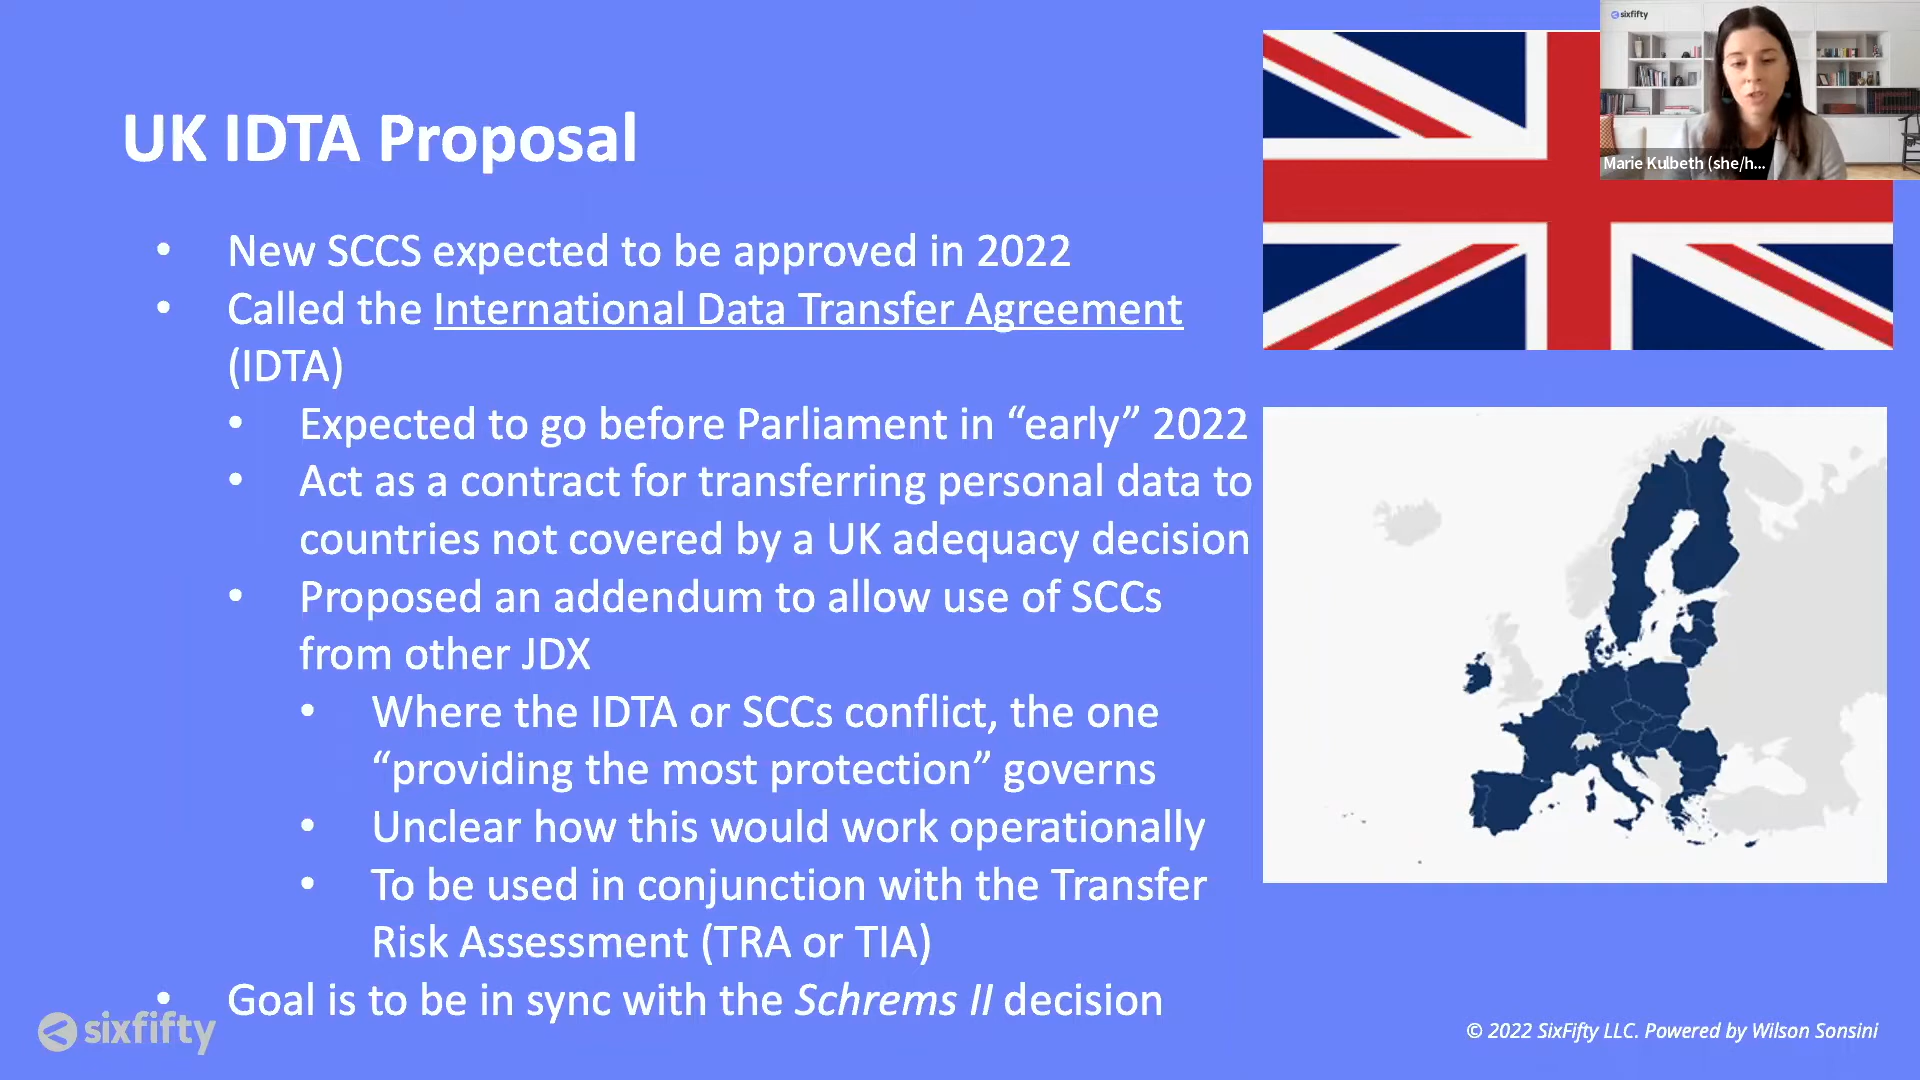 UK IDTA Proposal
• New SCCS expected to be approved in 2022
• Called the International Data Transfer Agreement
(IDTA)
• Expected to go before Parliament in “early” 2022
• Act as a contract for transferring personal data to
countries not covered by a UK adequacy decision
• Proposed an addendum to allow use of SCCs
from other JDX
• Where the IDTA or SCCs conflict, the one
“providing the most protection” governs
• Unclear how this would work operationally
• To be used in conjunction with the Transfer
Risk Assessment (TRA or TIA)
• Goal is to be in sync with the Schrems II decision
sixfifty
© 2022 SixFifty LLC. Powered by Wilson Sonsini
sixfifty
Marie Kulbeth (she/h...